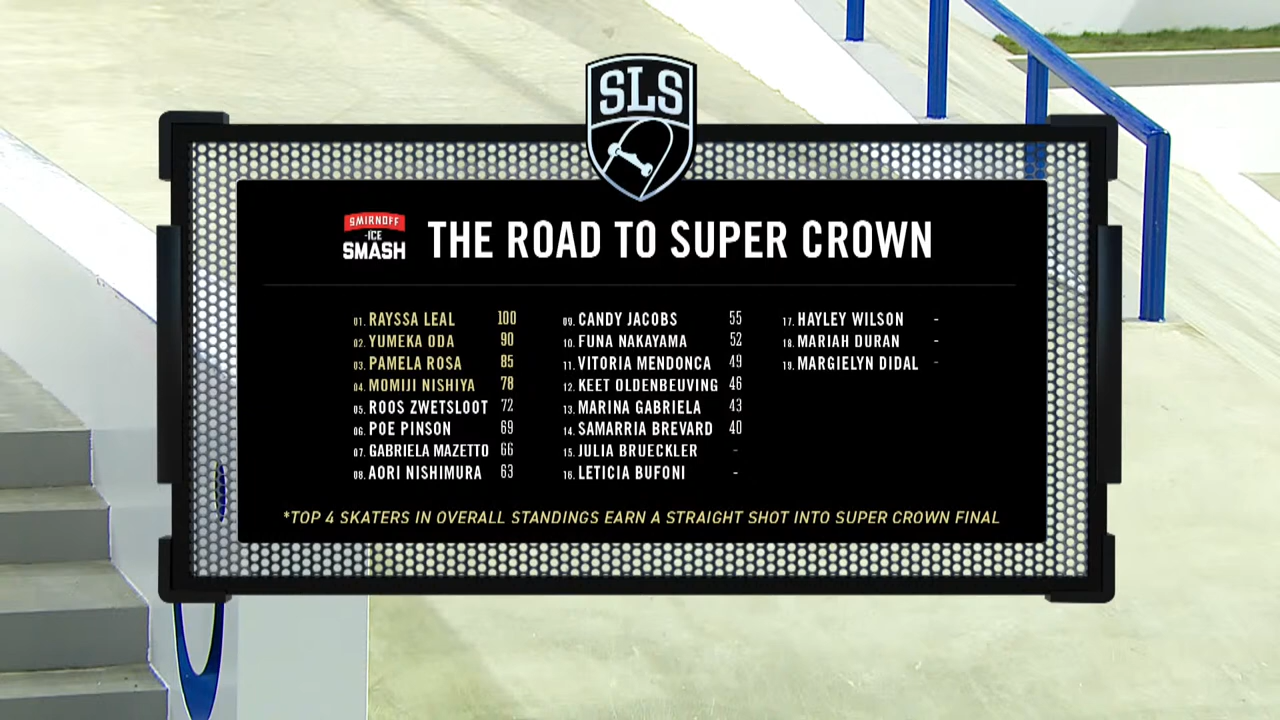 SLS
SMIRNOFF
-ICE
SMASH
THE ROAD TO SUPER CROWN
01. RAYSSA LEAL 100
02. YUMEKA ODA 90
03. PAMELA ROSA 85
04. MOMIJI NISHIYA 78
05. ROOS ZWETSLOOT 72
06. POE PINSON 69
07. GABRIELA MAZETTO 66
08. AORI NISHIMURA 63
09. CANDY JACOBS 55
10. FUNA NAKAYAMA 52
11. VITORIA MENDONCA 49
12. KEET OLDENBEUVING 46
13. MARINA GABRIELA 43
14. SAMARRIA BREVARD 40
15. JULIA BRUECKLER -
16. LETICIA BUFONI -
17. HAYLEY WILSON -
18. MARIAH DURAN -
19. MARGIELYN DIDAL -
*TOP 4 SKATERS IN OVERALL STANDINGS EARN A STRAIGHT SHOT INTO SUPER CROWN FINAL